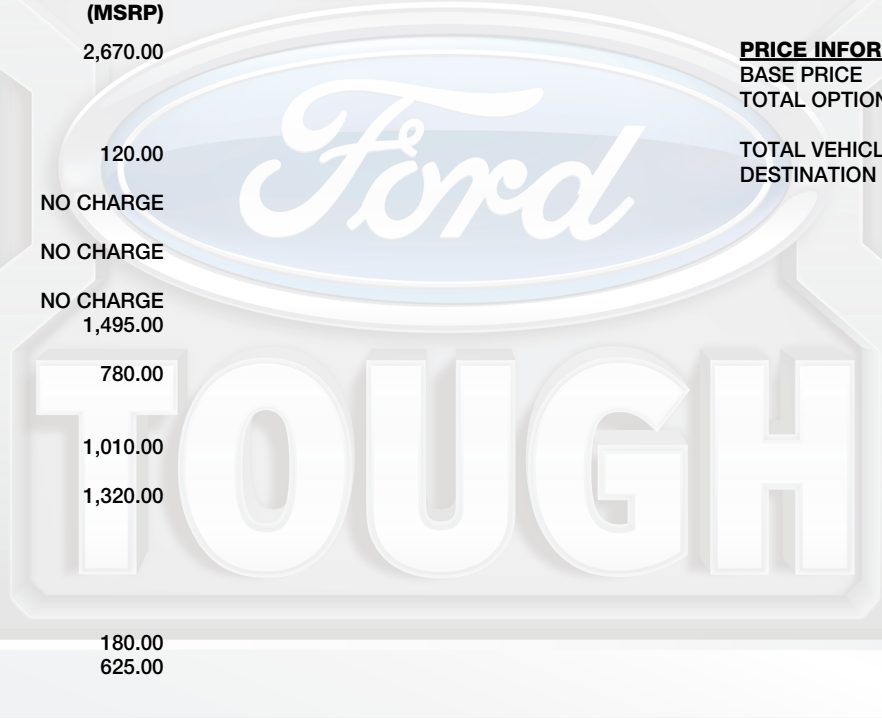 (MSRP)
2,670.00
120.00
NO CHARGE
NO CHARGE
NO CHARGE
1,495.00
780.00
1,010.00
1,320.00
180.00
625.00
PRICE INFOR
BASE PRICE
TOTAL OPTION
TOTAL VEHICL
DESTINATION
Ford
TOUGH